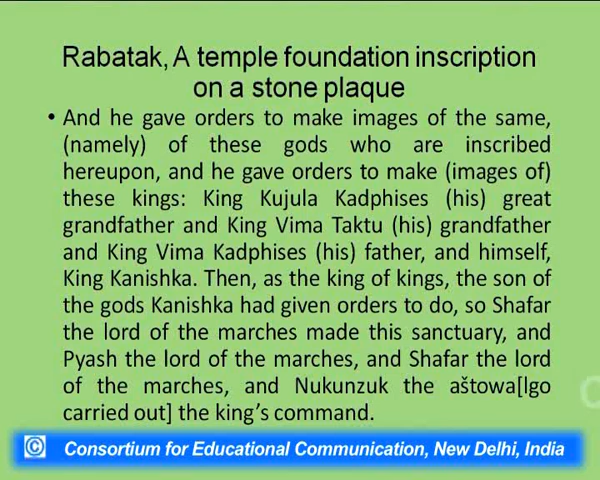 Rabatak, A temple foundation inscription
on a stone plaque
• And he gave orders to make images of the same,
(namely) of these gods who are inscribed
hereupon, and he gave orders to make (images of)
these kings: King Kujula Kadphises (his) great
grandfather and King Vima Taktu (his) grandfather
and King Vima Kadphises (his) father, and himself,
King Kanishka. Then, as the king of kings, the son of
the gods Kanishka had given orders to do, so Shafar
the lord of the marches made this sanctuary, and
Pyash the lord of the marches, and Shafar the lord
of the marches, and Nukunzuk the aštowa[lgo
carried out] the king's command.
© Consortium for Educational Communication, New Delhi, India